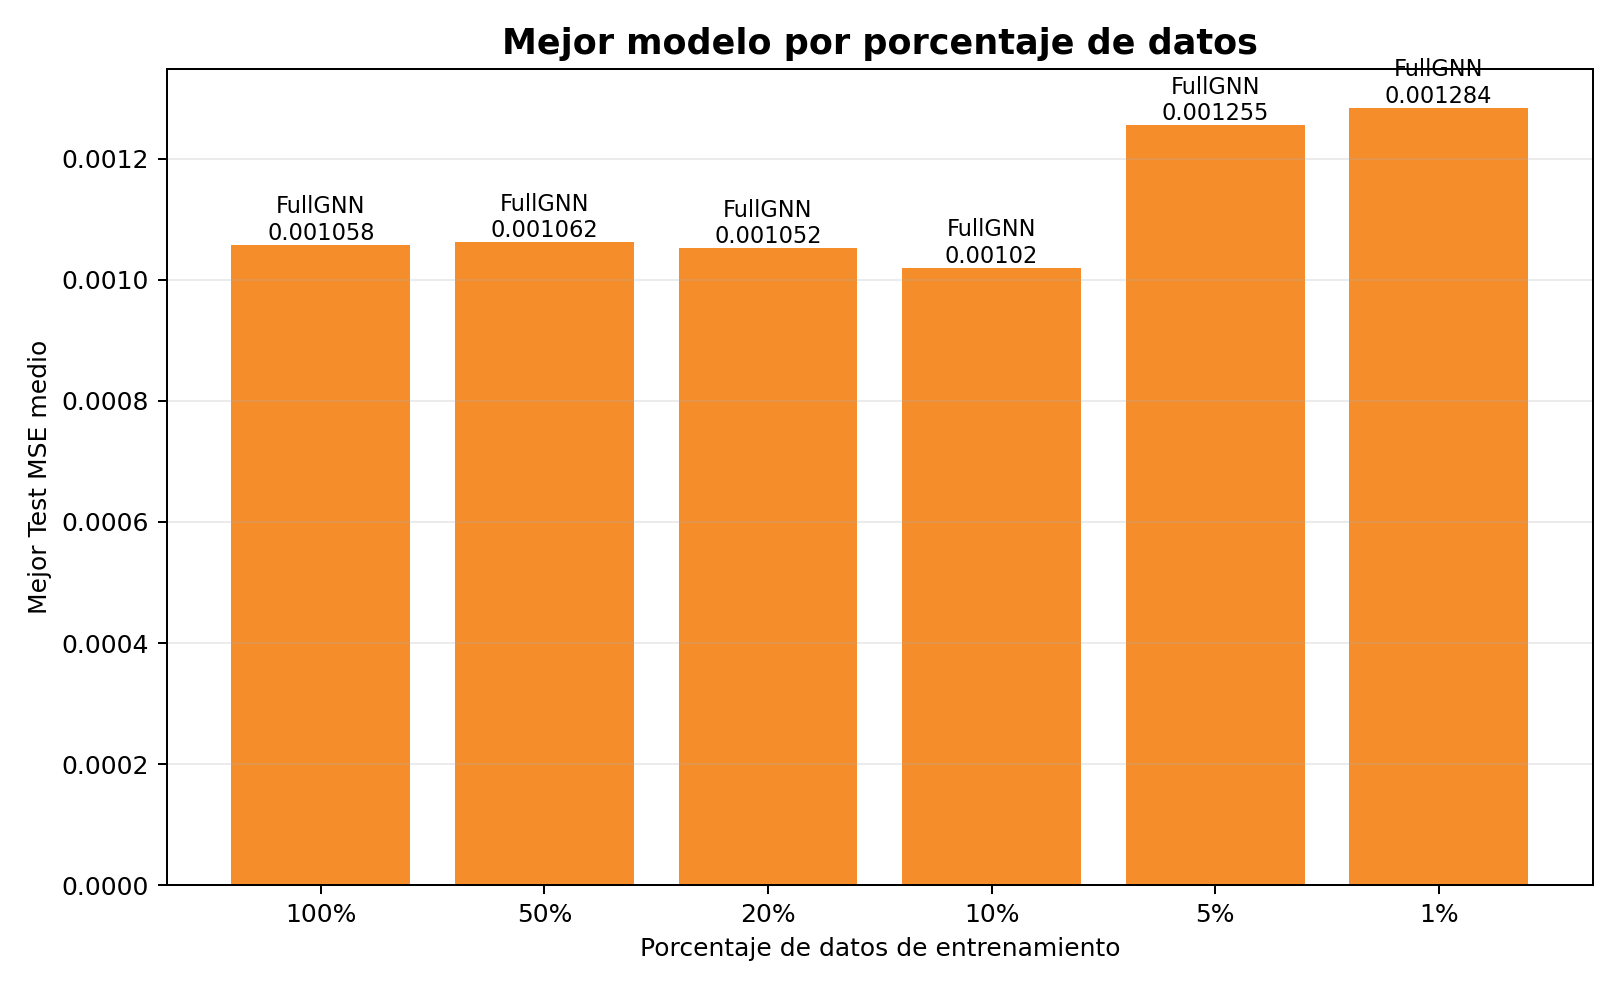 Mejor modelo por porcentaje de datos
FullGNN
0.001058
FullGNN
0.001062
FullGNN
0.001052
FullGNN
0.00102
FullGNN
0.001255
FullGNN
0.001284
Mejor Test MSE medio
0.0012
0.0010
0.0008
0.0006
0.0004
0.0002
0.0000
100%
50%
20%
10%
5%
1%
Porcentaje de datos de entrenamiento